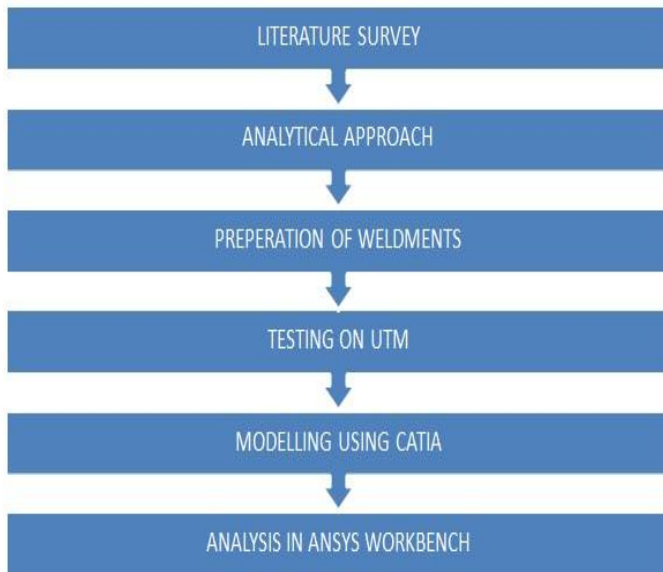 LITERATURE SURVEY
ANALYTICAL APPROACH
PREPERATION OF WELDMENTS
TESTING ON UTM
MODELLING USING CATIA
ANALYSIS IN ANSYS WORKBENCH